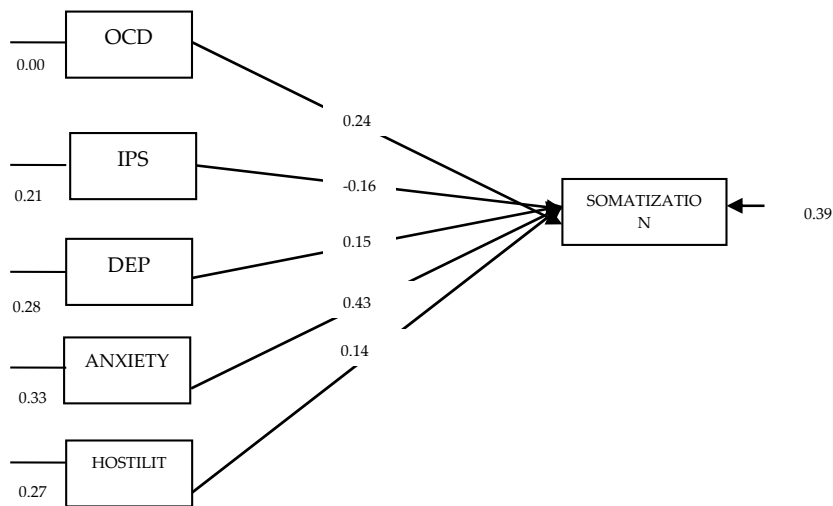 OCD
0.00
0.24
IPS
0.21
-0.16
SOMATIZATIO
N
0.39
DEP
0.15
0.28
0.43
ANXIETY
0.14
0.33
HOSTILIT
0.27